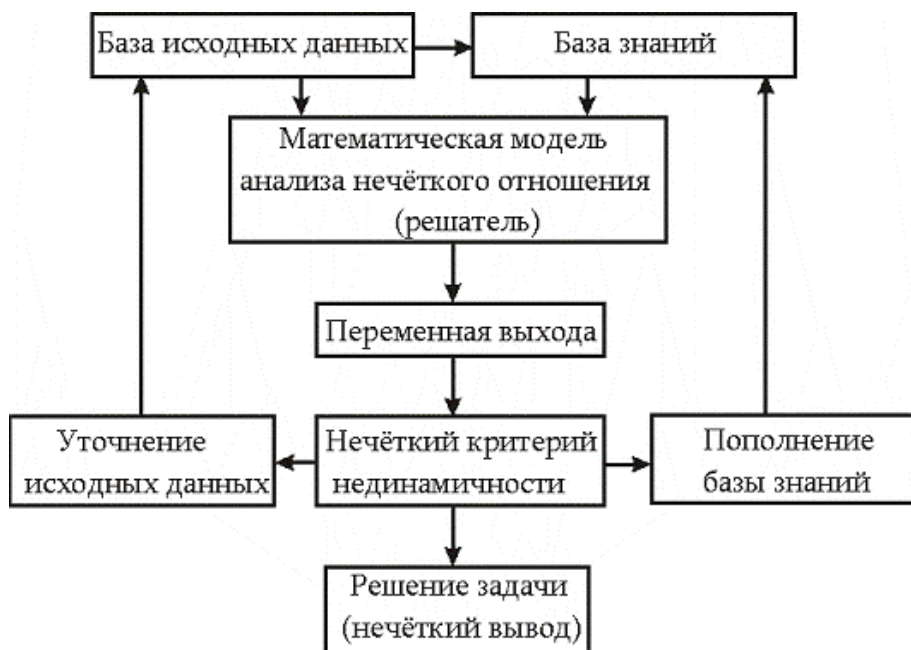 База исходных данных
База знаний
Математическая модель
анализа нечёткого отношения
(решатель)
Переменная выхода
Уточнение
исходных данных
Нечёткий критерий
нединамичности
Пополнение
базы знаний
Решение задачи
(нечёткий вывод)